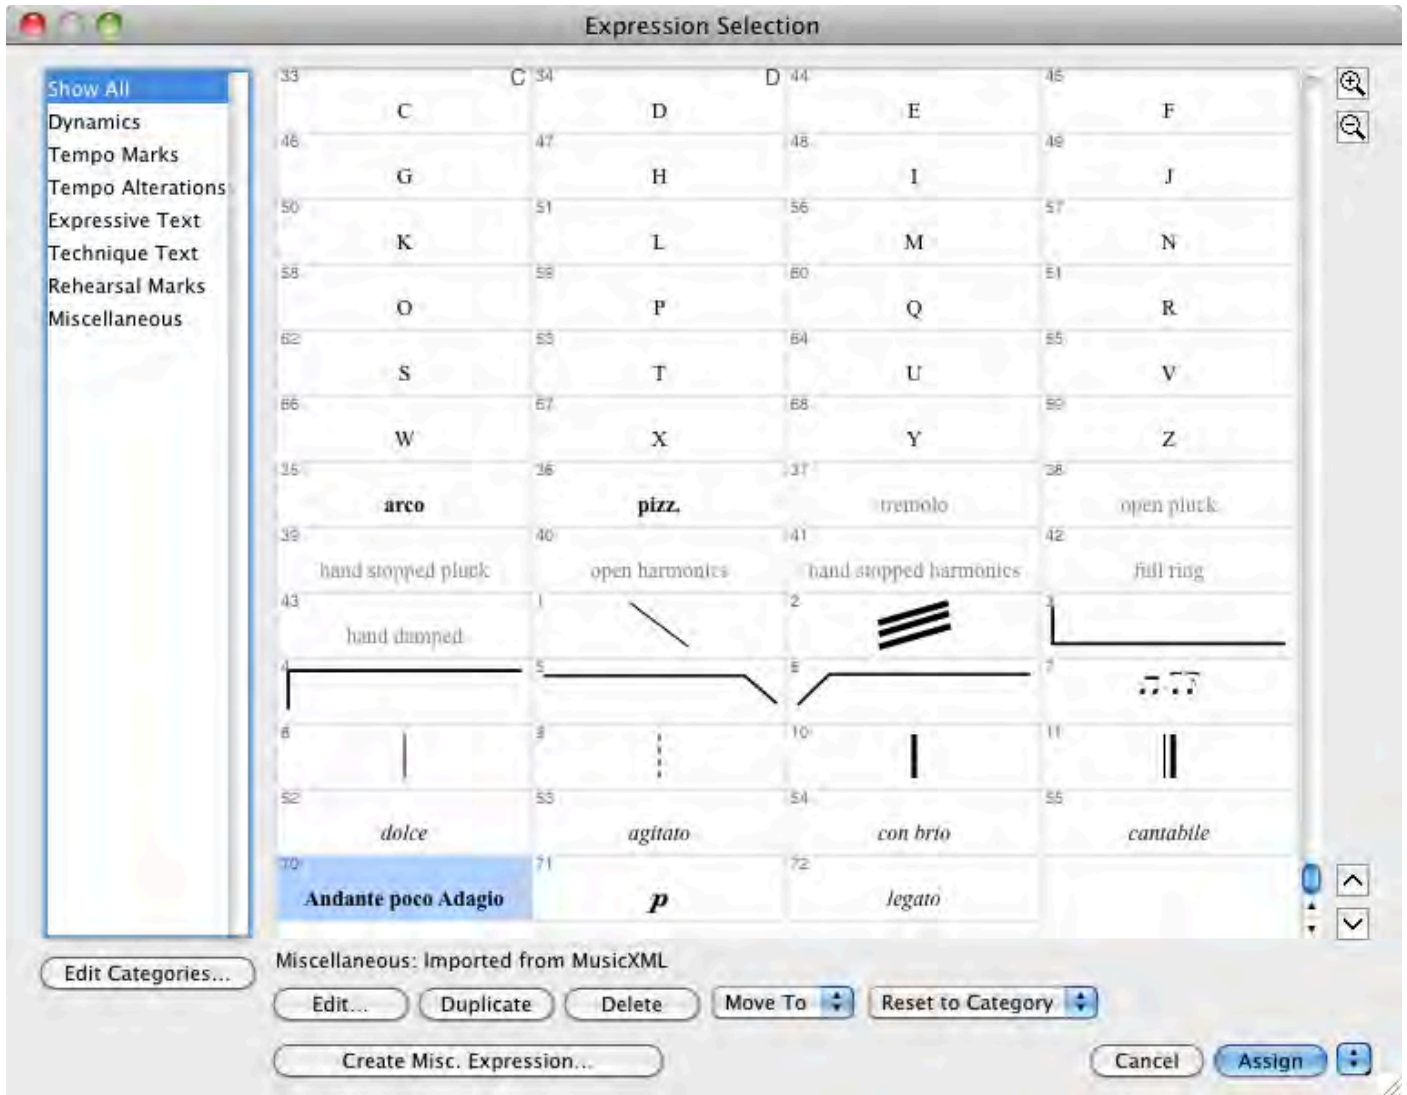 Expression Selection
Show All
Dynamics
Tempo Marks
Tempo Alterations
Expressive Text
Technique Text
Rehearsal Marks
Miscellaneous
33 C 34 D 44 45
C D E F
46 47 48 49
G H I J
50 51 56 57
K L M N
58 59 60 61
O P Q R
62 63 64 65
S T U V
66 67 68 69
W X Y Z
35 36 37 38
arco pizz. tremolo open pluck
39 40 41 42
hand stopped pluck open harmonics hand stopped harmonics full ring
43 1 2 3
hand damped
4 5 6 7
8 9 10 11
52 53 54 55
dolce agitato con brio cantabile
70 71 72
Andante poco Adagio p legato
Miscellaneous: Imported from MusicXML
Edit Categories...
Edit... Duplicate Delete Move To Reset to Category
Create Misc. Expression... Cancel Assign